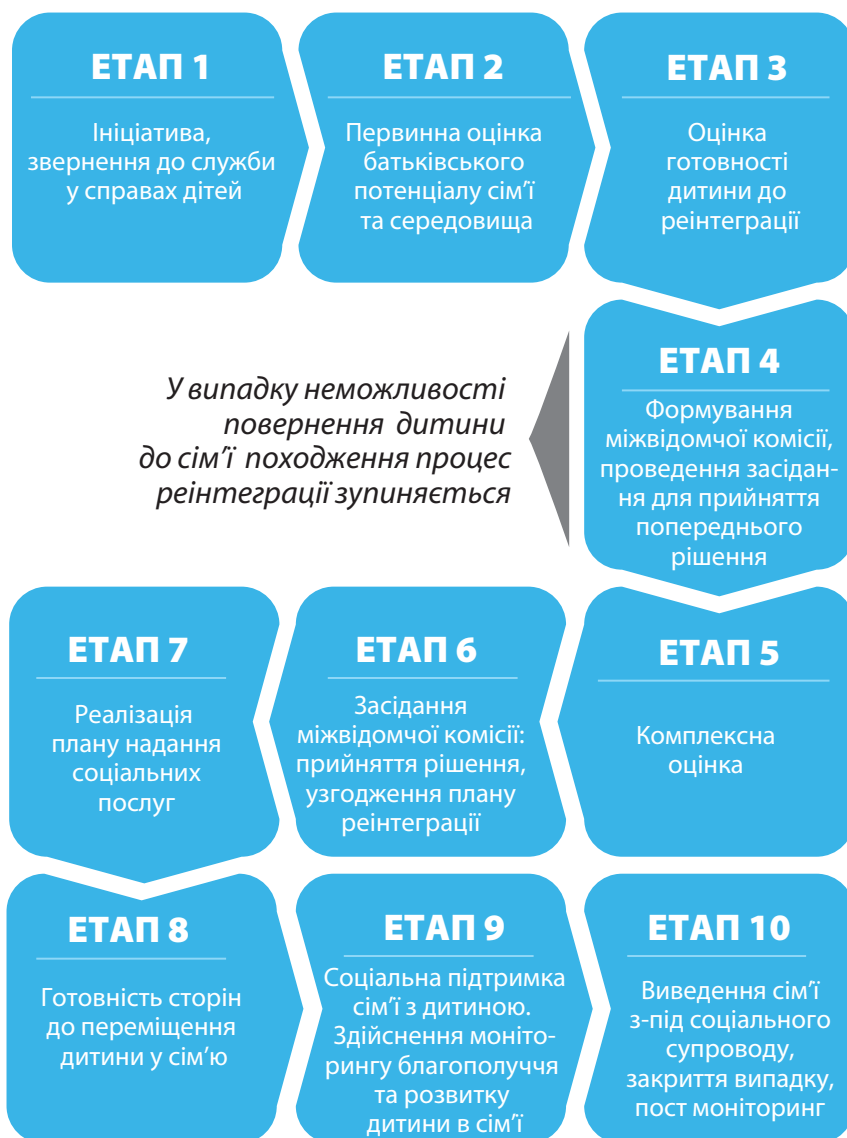 ЕТАП 1
Ініціатива,
звернення до служби
у справах дітей
ЕТАП 2
Первинна оцінка
батьківського
потенціалу сім’ї
та середовища
ЕТАП 3
Оцінка
готовності
дитини до
реінтеграції
ЕТАП 4
Формування
міжвідомчої комісії,
проведення засідан-
ня для прийняття
попереднього
рішення
У випадку неможливості
повернення дитини
до сім’ї походження процес
реінтеграції зупиняється
ЕТАП 5
Комплексна
оцінка
ЕТАП 6
Засідання
міжвідомчої комісії:
прийняття рішення,
узгодження плану
реінтеграції
ЕТАП 7
Реалізація
плану надання
соціальних
послуг
ЕТАП 8
Готовність сторін
до переміщення
дитини у сім’ю
ЕТАП 9
Соціальна підтримка
сім’ї з дитиною.
Здійснення моніто-
рингу благополуччя
та розвитку
дитини в сім’ї
ЕТАП 10
Виведення сім’ї
з-під соціального
супроводу,
закриття випадку,
пост моніторинг